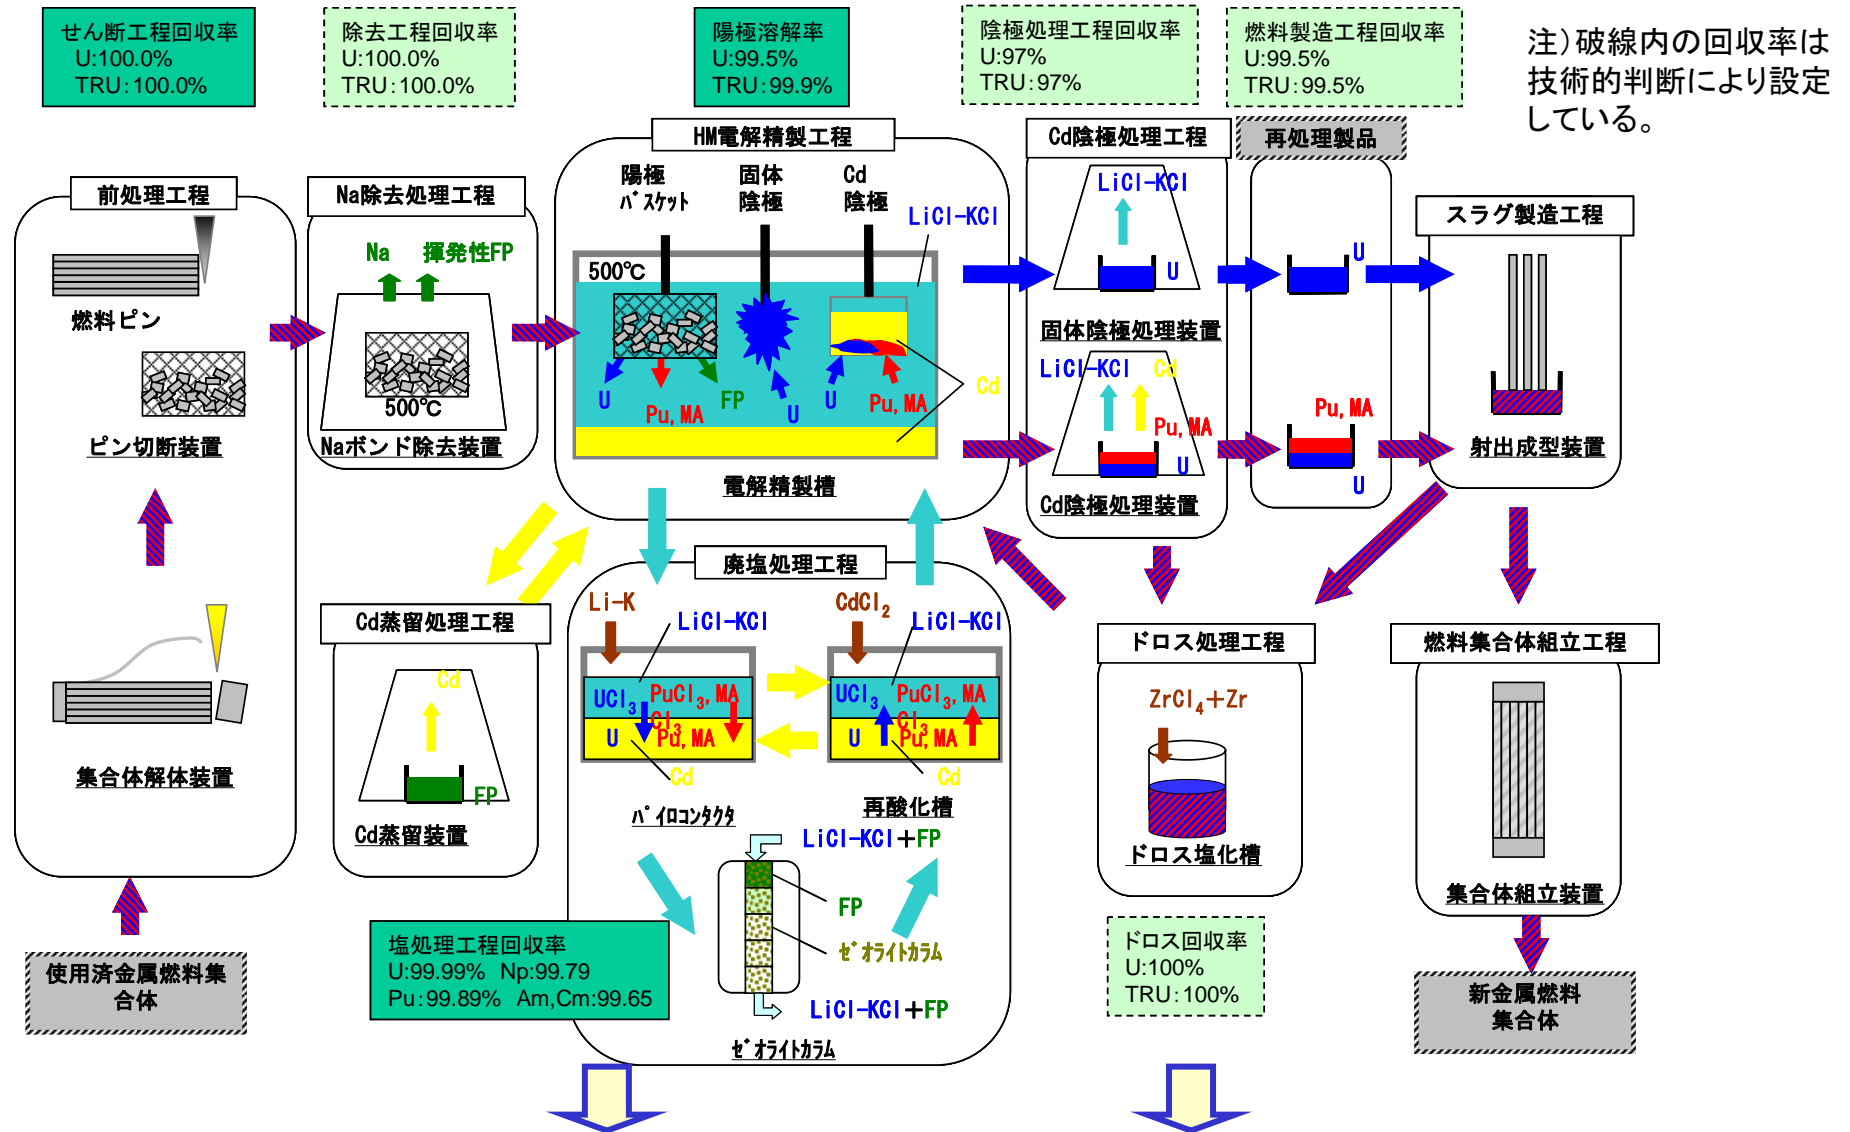 せん断工程回収率
U:100.0%
TRU:100.0%
除去工程回収率
U:100.0%
TRU:100.0%
陽極溶解率
U:99.5%
TRU:99.9%
陰極処理工程回収率
U:97%
TRU:97%
燃料製造工程回収率
U:99.5%
TRU:99.5%
注)破線内の回収率は
技術的判断により設定
している。
前処理工程
燃料ピン
ピン切断装置
集合体解体装置
使用済金属燃料集
合体
Na除去処理工程
Na
揮発性FP
500℃
Naボンド除去装置
HM電解精製工程
陽極
バスケット
固体
陰極
Cd
陰極
LiCl-KCl
500℃
U
Pu,MA
FP
U
U
Pu,MA
Cd
電解精製槽
Cd陰極処理工程
LiCl-KCl
U
固体陰極処理装置
LiCl-KCl
Cd
Pu,MA
U
Cd陰極処理装置
再処理製品
U
Pu,MA
U
スラグ製造工程
射出成型装置
Cd蒸留処理工程
Cd
FP
Cd蒸留装置
廃塩処理工程
Li-K
LiCl-KCl
UCl3
PuCl3,MA
Cl3
U
Pu,MA
Cd
パイロコンタクタ
CdCl2
LiCl-KCl
UCl3
PuCl3,MA
Cl3
U
Pu,MA
Cd
再酸化槽
LiCl-KCl+FP
FP
ゼオライトカラム
LiCl-KCl+FP
ゼオライトカラム
塩処理工程回収率
U:99.99% Np:99.79
Pu:99.89% Am,Cm:99.65
ドロス処理工程
ZrCl4+Zr
ドロス塩化槽
ドロス回収率
U:100%
TRU:100%
燃料集合体組立工程
集合体組立装置
新金属燃料
集合体